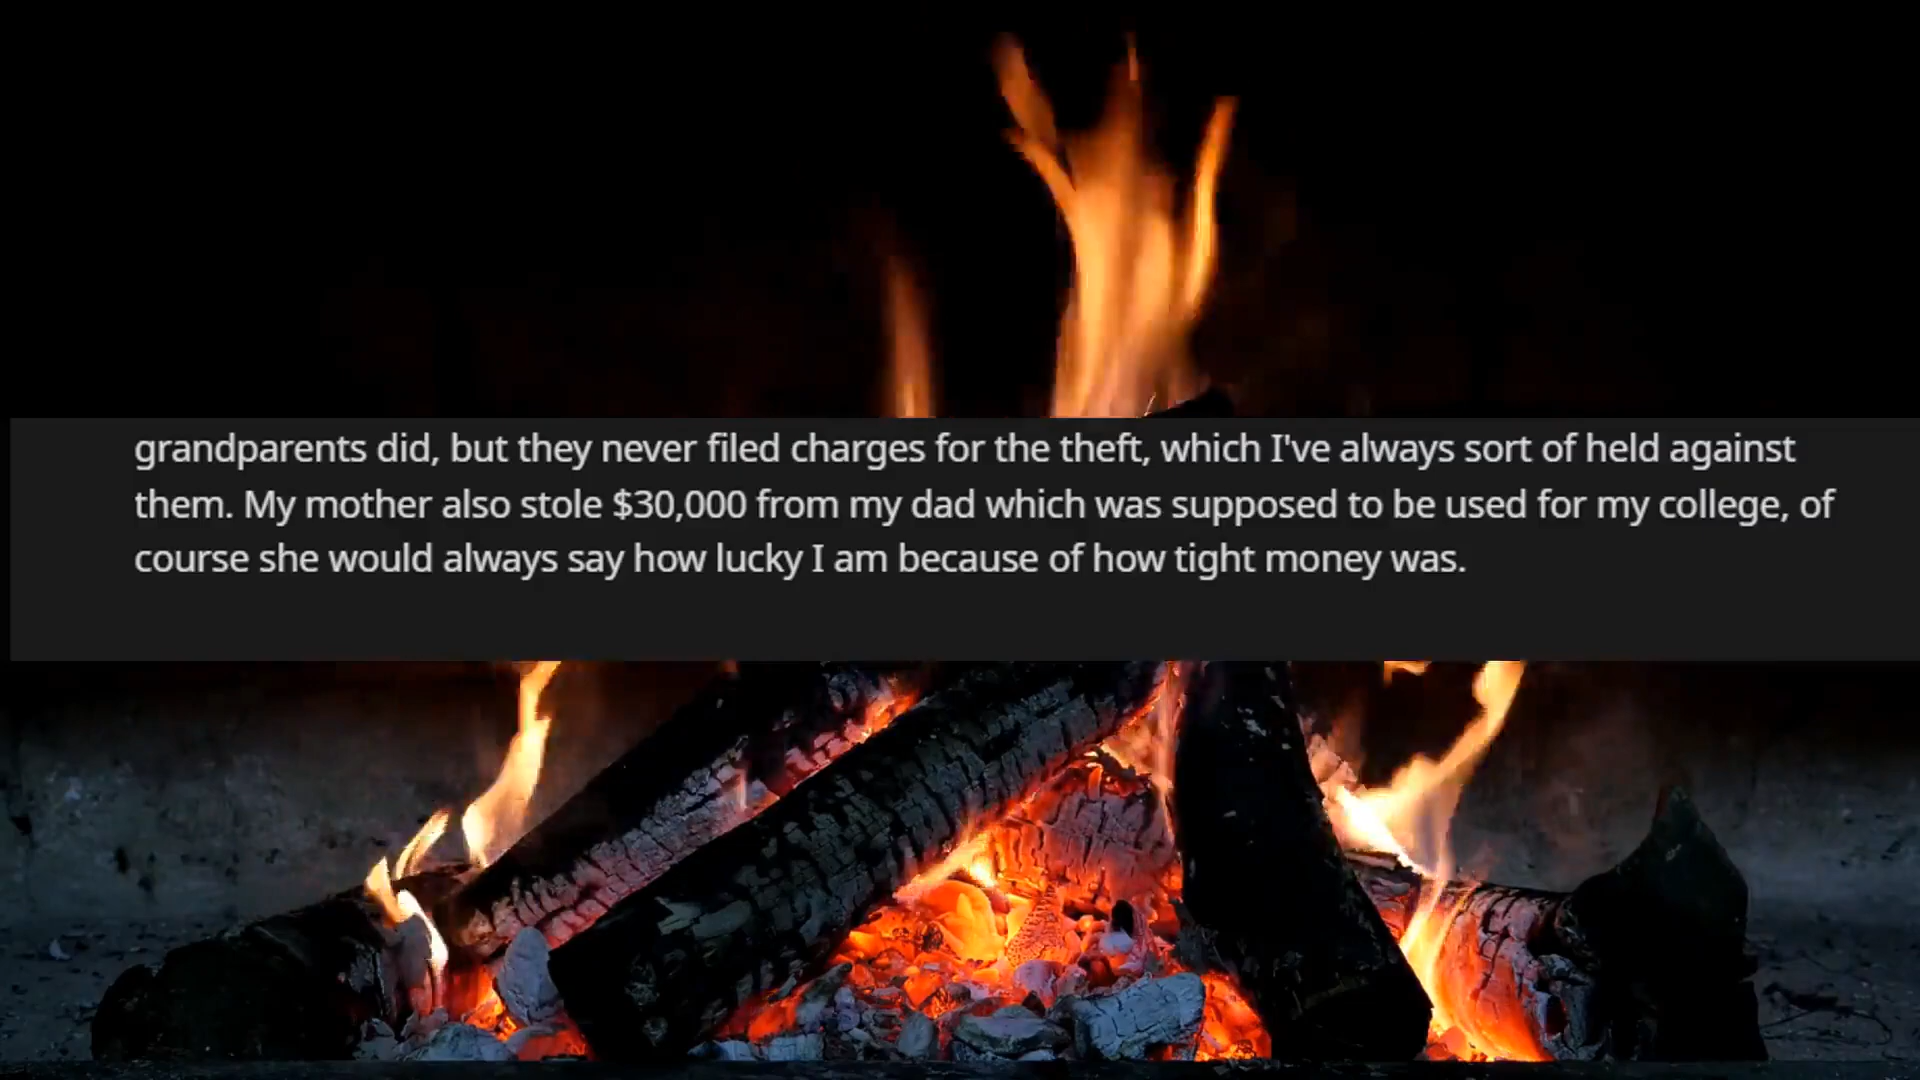 grandparents did, but they never filed charges for the theft, which I've always sort of held against
them. My mother also stole $30,000 from my dad which was supposed to be used for my college, of
course she would always say how lucky I am because of how tight money was.